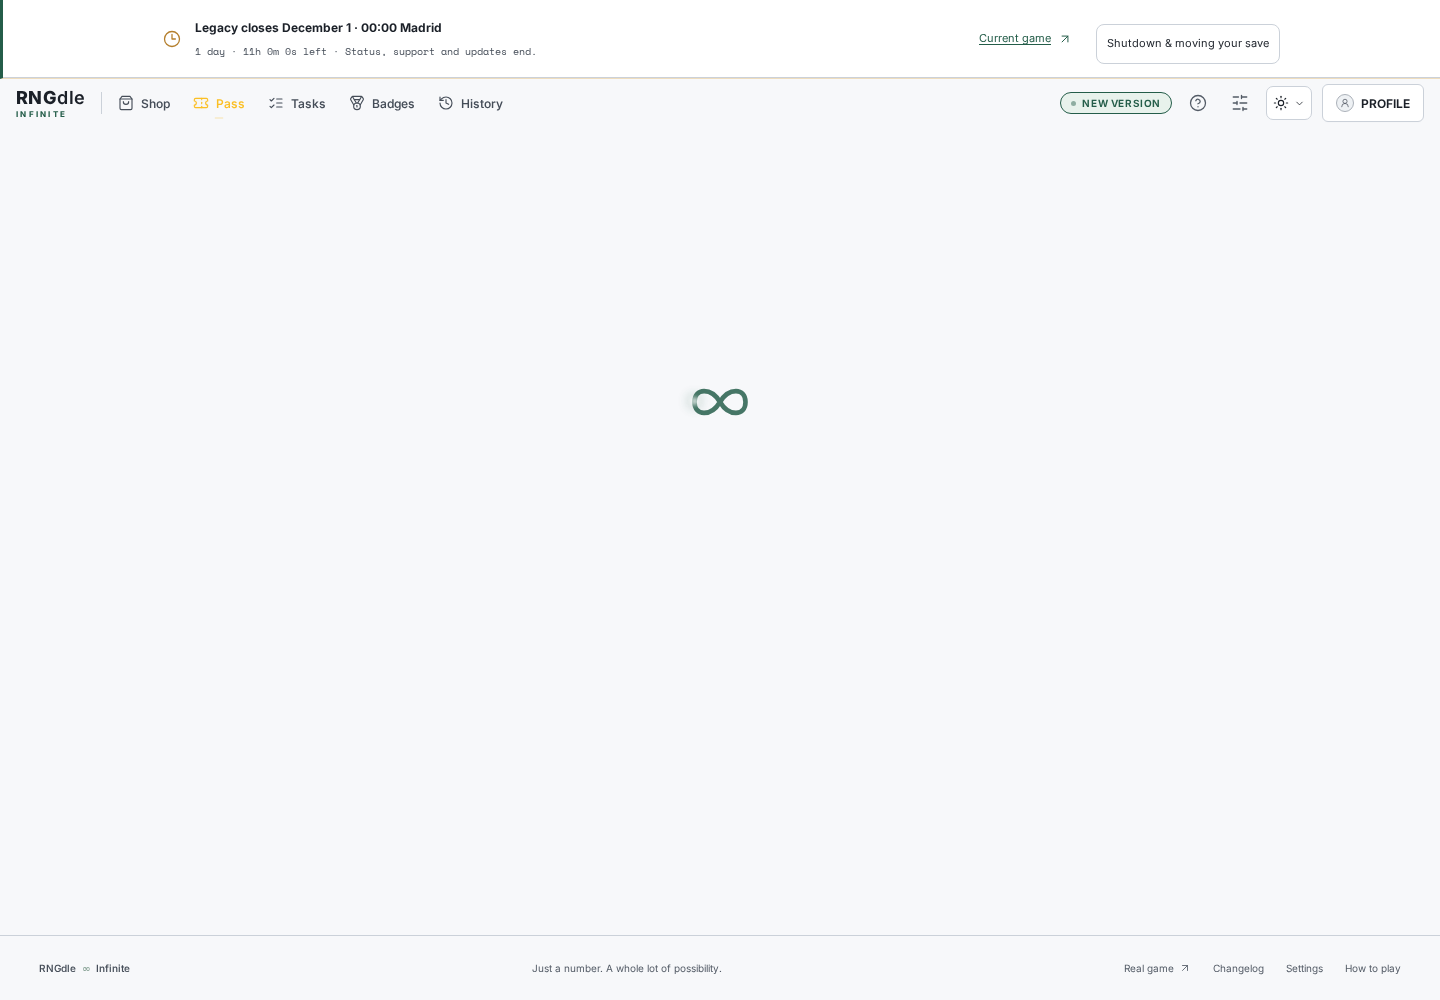 Legacy closes December 1 · 00:00 Madrid
1 day · 11h 0m 0s left · Status, support and updates end.
Current game
Shutdown & moving your save
RNGdle
INFINITE
Shop
Pass
Tasks
Badges
History
NEW VERSION
PROFILE
RNGdle ∞ Infinite
Just a number. A whole lot of possibility.
Real game
Changelog
Settings
How to play